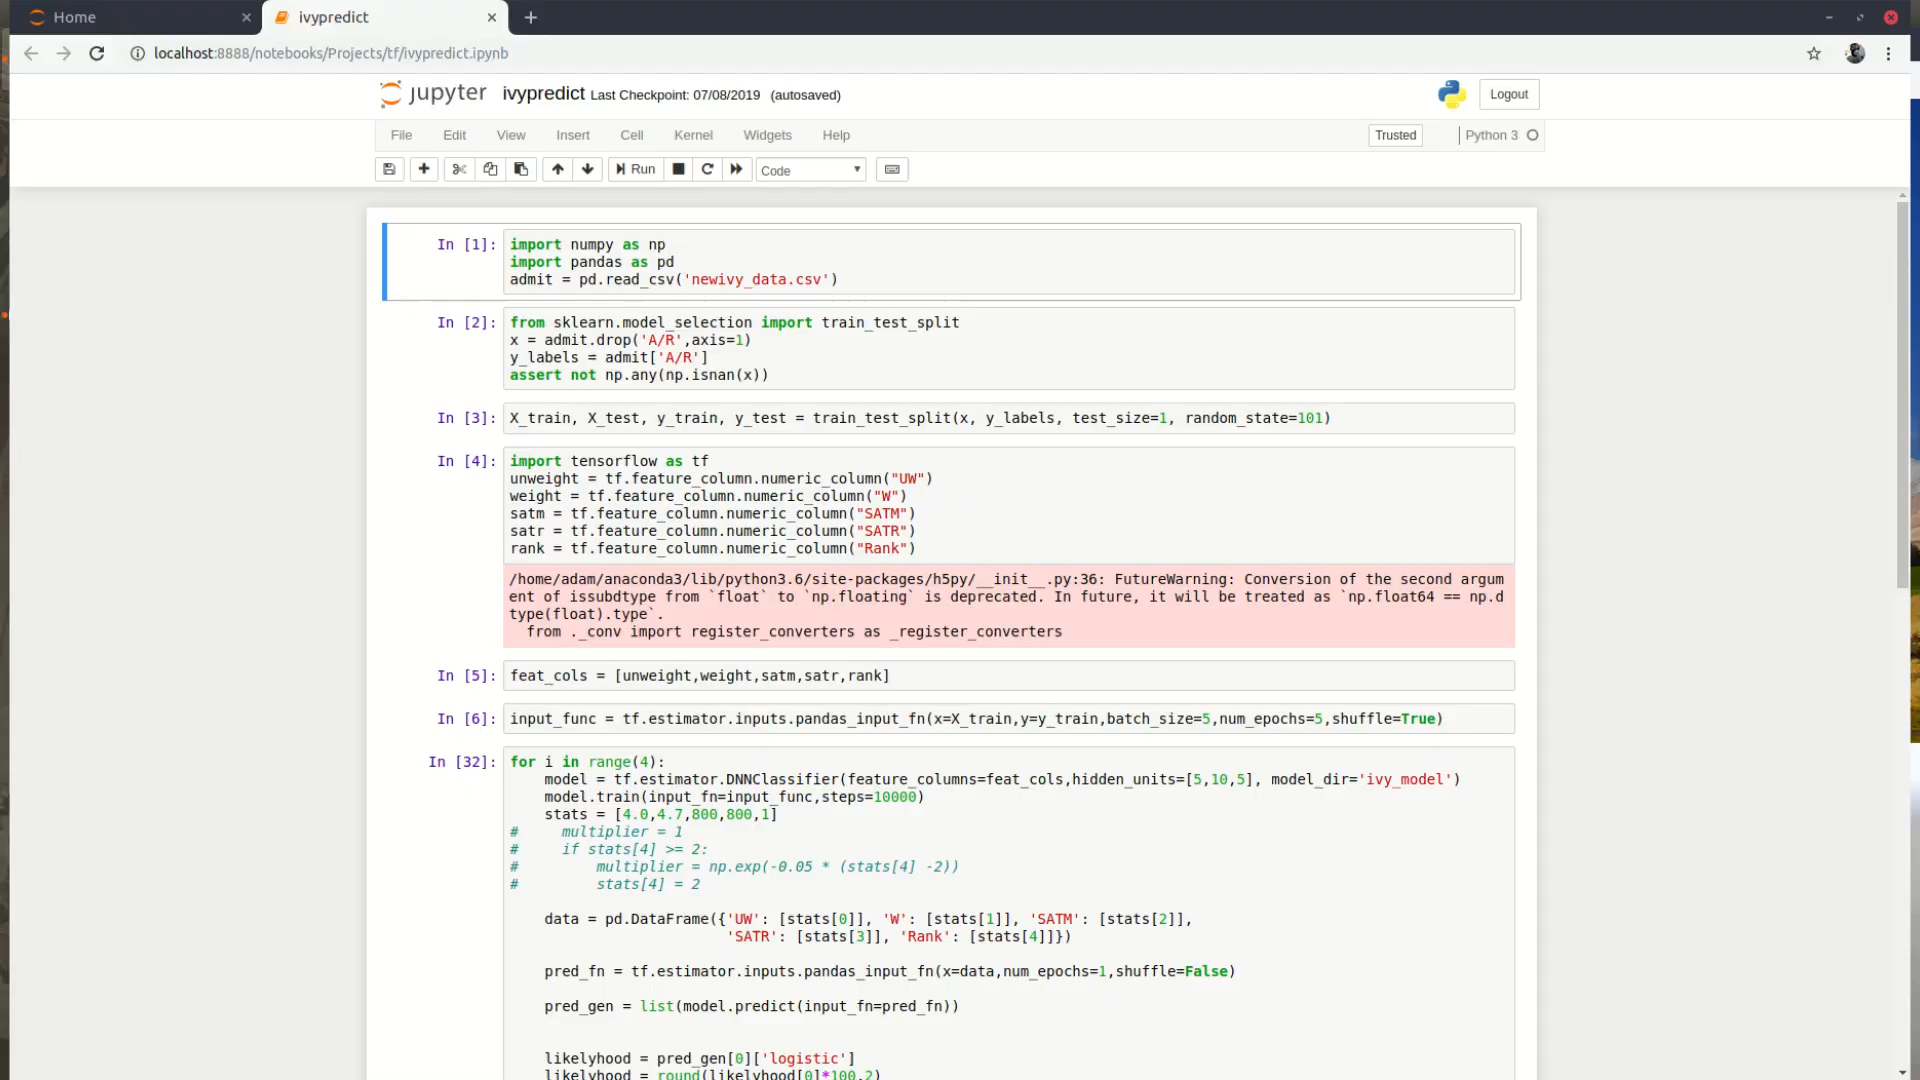 Home
ivypredict
localhost:8888/notebooks/Projects/tf/ivypredict.ipynb
jupyter ivypredict Last Checkpoint: 07/08/2019 (autosaved)
Logout
File Edit View Insert Cell Kernel Widgets Help
Trusted
Python 3
Run
Code
In [1]: import numpy as np
import pandas as pd
admit = pd.read_csv('newivy_data.csv')
In [2]: from sklearn.model_selection import train_test_split
x = admit.drop('A/R',axis=1)
y_labels = admit['A/R']
assert not np.any(np.isnan(x))
In [3]: X_train, X_test, y_train, y_test = train_test_split(x, y_labels, test_size=1, random_state=101)
In [4]: import tensorflow as tf
unweight = tf.feature_column.numeric_column("UW")
weight = tf.feature_column.numeric_column("W")
satm = tf.feature_column.numeric_column("SATM")
satr = tf.feature_column.numeric_column("SATR")
rank = tf.feature_column.numeric_column("Rank")
/home/adam/anaconda3/lib/python3.6/site-packages/h5py/__init__.py:36: FutureWarning: Conversion of the second argum
ent of issubdtype from `float` to `np.floating` is deprecated. In future, it will be treated as `np.float64 == np.d
type(float).type`.
from ._conv import register_converters as _register_converters
In [5]: feat_cols = [unweight,weight,satm,satr,rank]
In [6]: input_func = tf.estimator.inputs.pandas_input_fn(x=X_train,y=y_train,batch_size=5,num_epochs=5,shuffle=True)
In [32]: for i in range(4):
model = tf.estimator.DNNClassifier(feature_columns=feat_cols,hidden_units=[5,10,5], model_dir='ivy_model')
model.train(input_fn=input_func,steps=10000)
stats = [4.0,4.7,800,800,1]
# multiplier = 1
# if stats[4] >= 2:
# multiplier = np.exp(-0.05 * (stats[4] -2))
# stats[4] = 2
data = pd.DataFrame({'UW': [stats[0]], 'W': [stats[1]], 'SATM': [stats[2]],
'SATR': [stats[3]], 'Rank': [stats[4]]})
pred_fn = tf.estimator.inputs.pandas_input_fn(x=data,num_epochs=1,shuffle=False)
pred_gen = list(model.predict(input_fn=pred_fn))
likelyhood = pred_gen[0]['logistic']
likelyhood = round(likelyhood[0]*100,2)